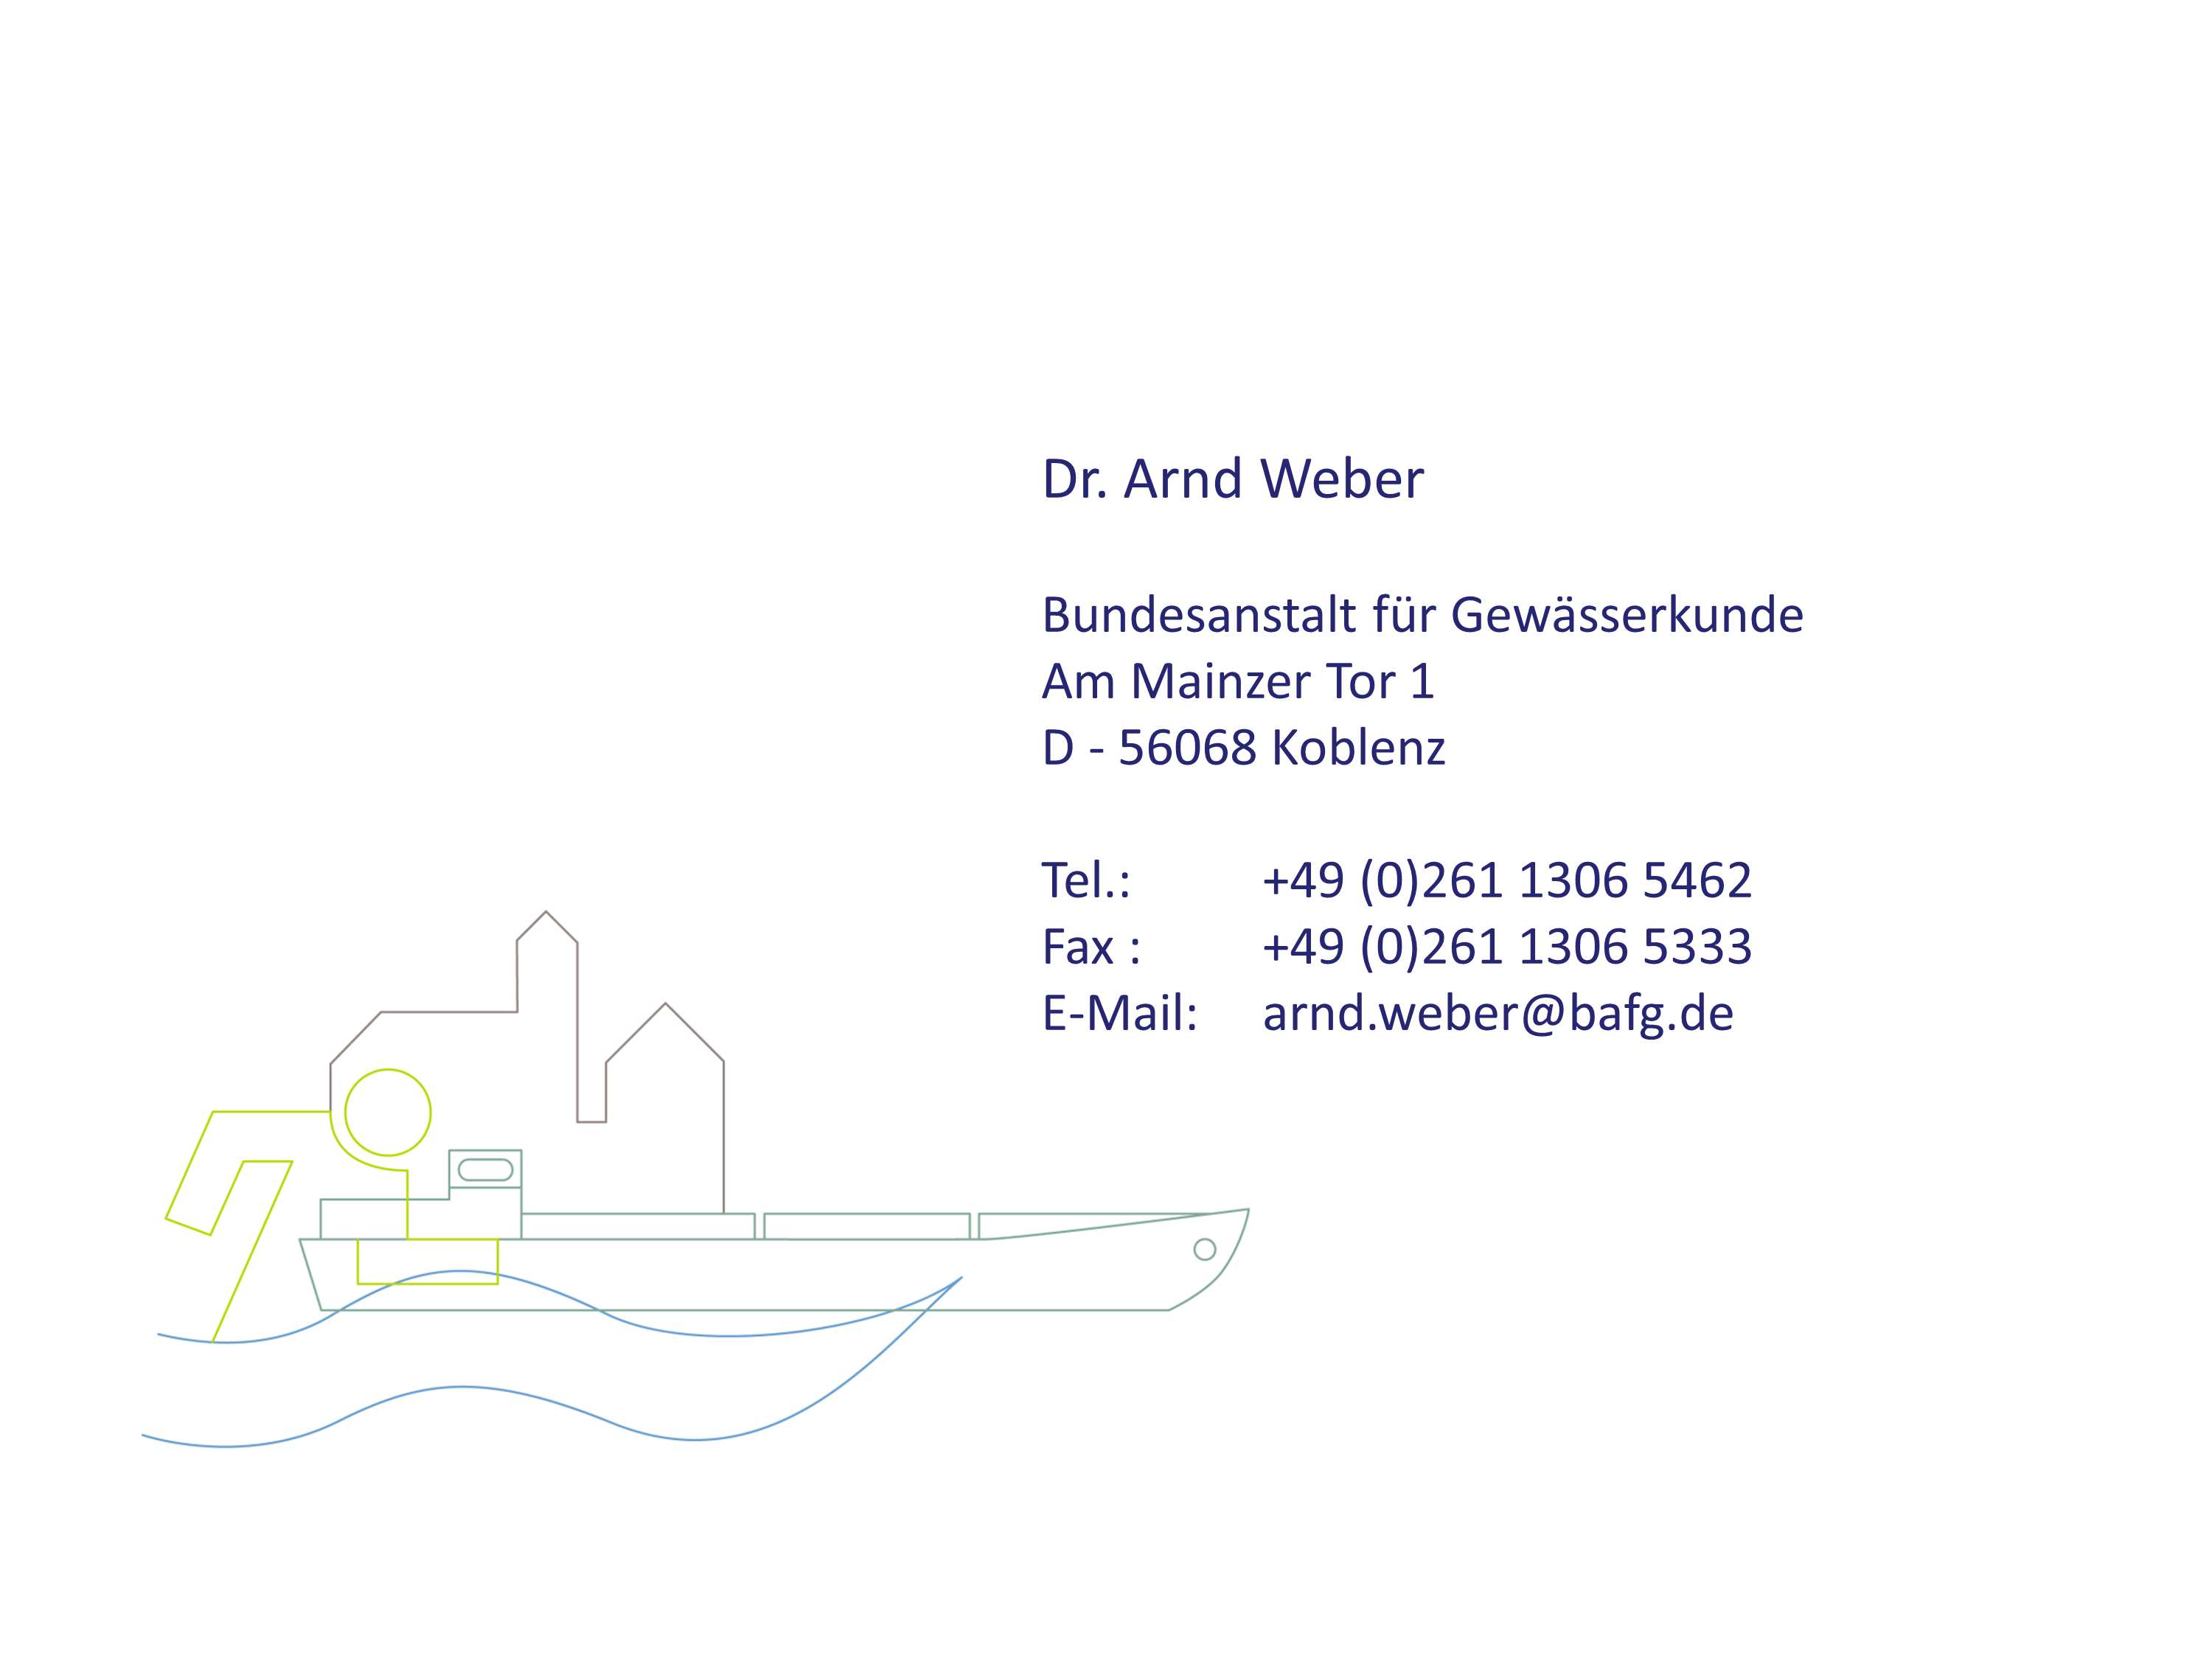 Dr. Arnd Weber
Bundesanstalt für Gewässerkunde
Am Mainzer Tor 1
D - 56068 Koblenz
Tel.: +49 (0)261 1306 5462
Fax : +49 (0)261 1306 5333
E-Mail: arnd.weber@bafg.de